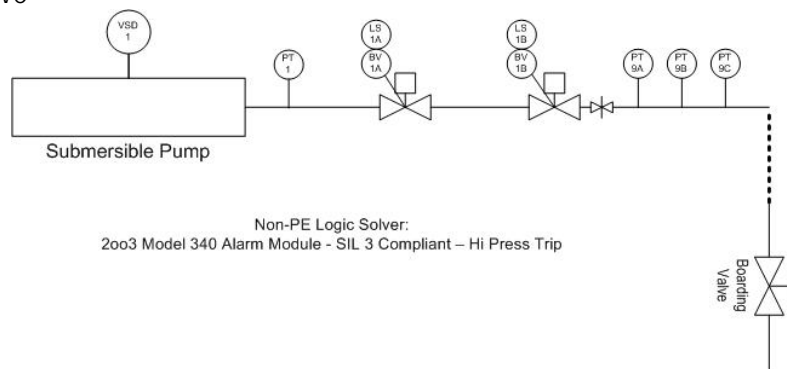 VSD
1
PT
1
LS
1A
BV
1A
LS
1B
BV
1B
PT
9A
PT
9B
PT
9C
Submersible Pump
Non-PE Logic Solver:
2oo3 Model 340 Alarm Module - SIL 3 Compliant – Hi Press Trip
Boarding
Valve